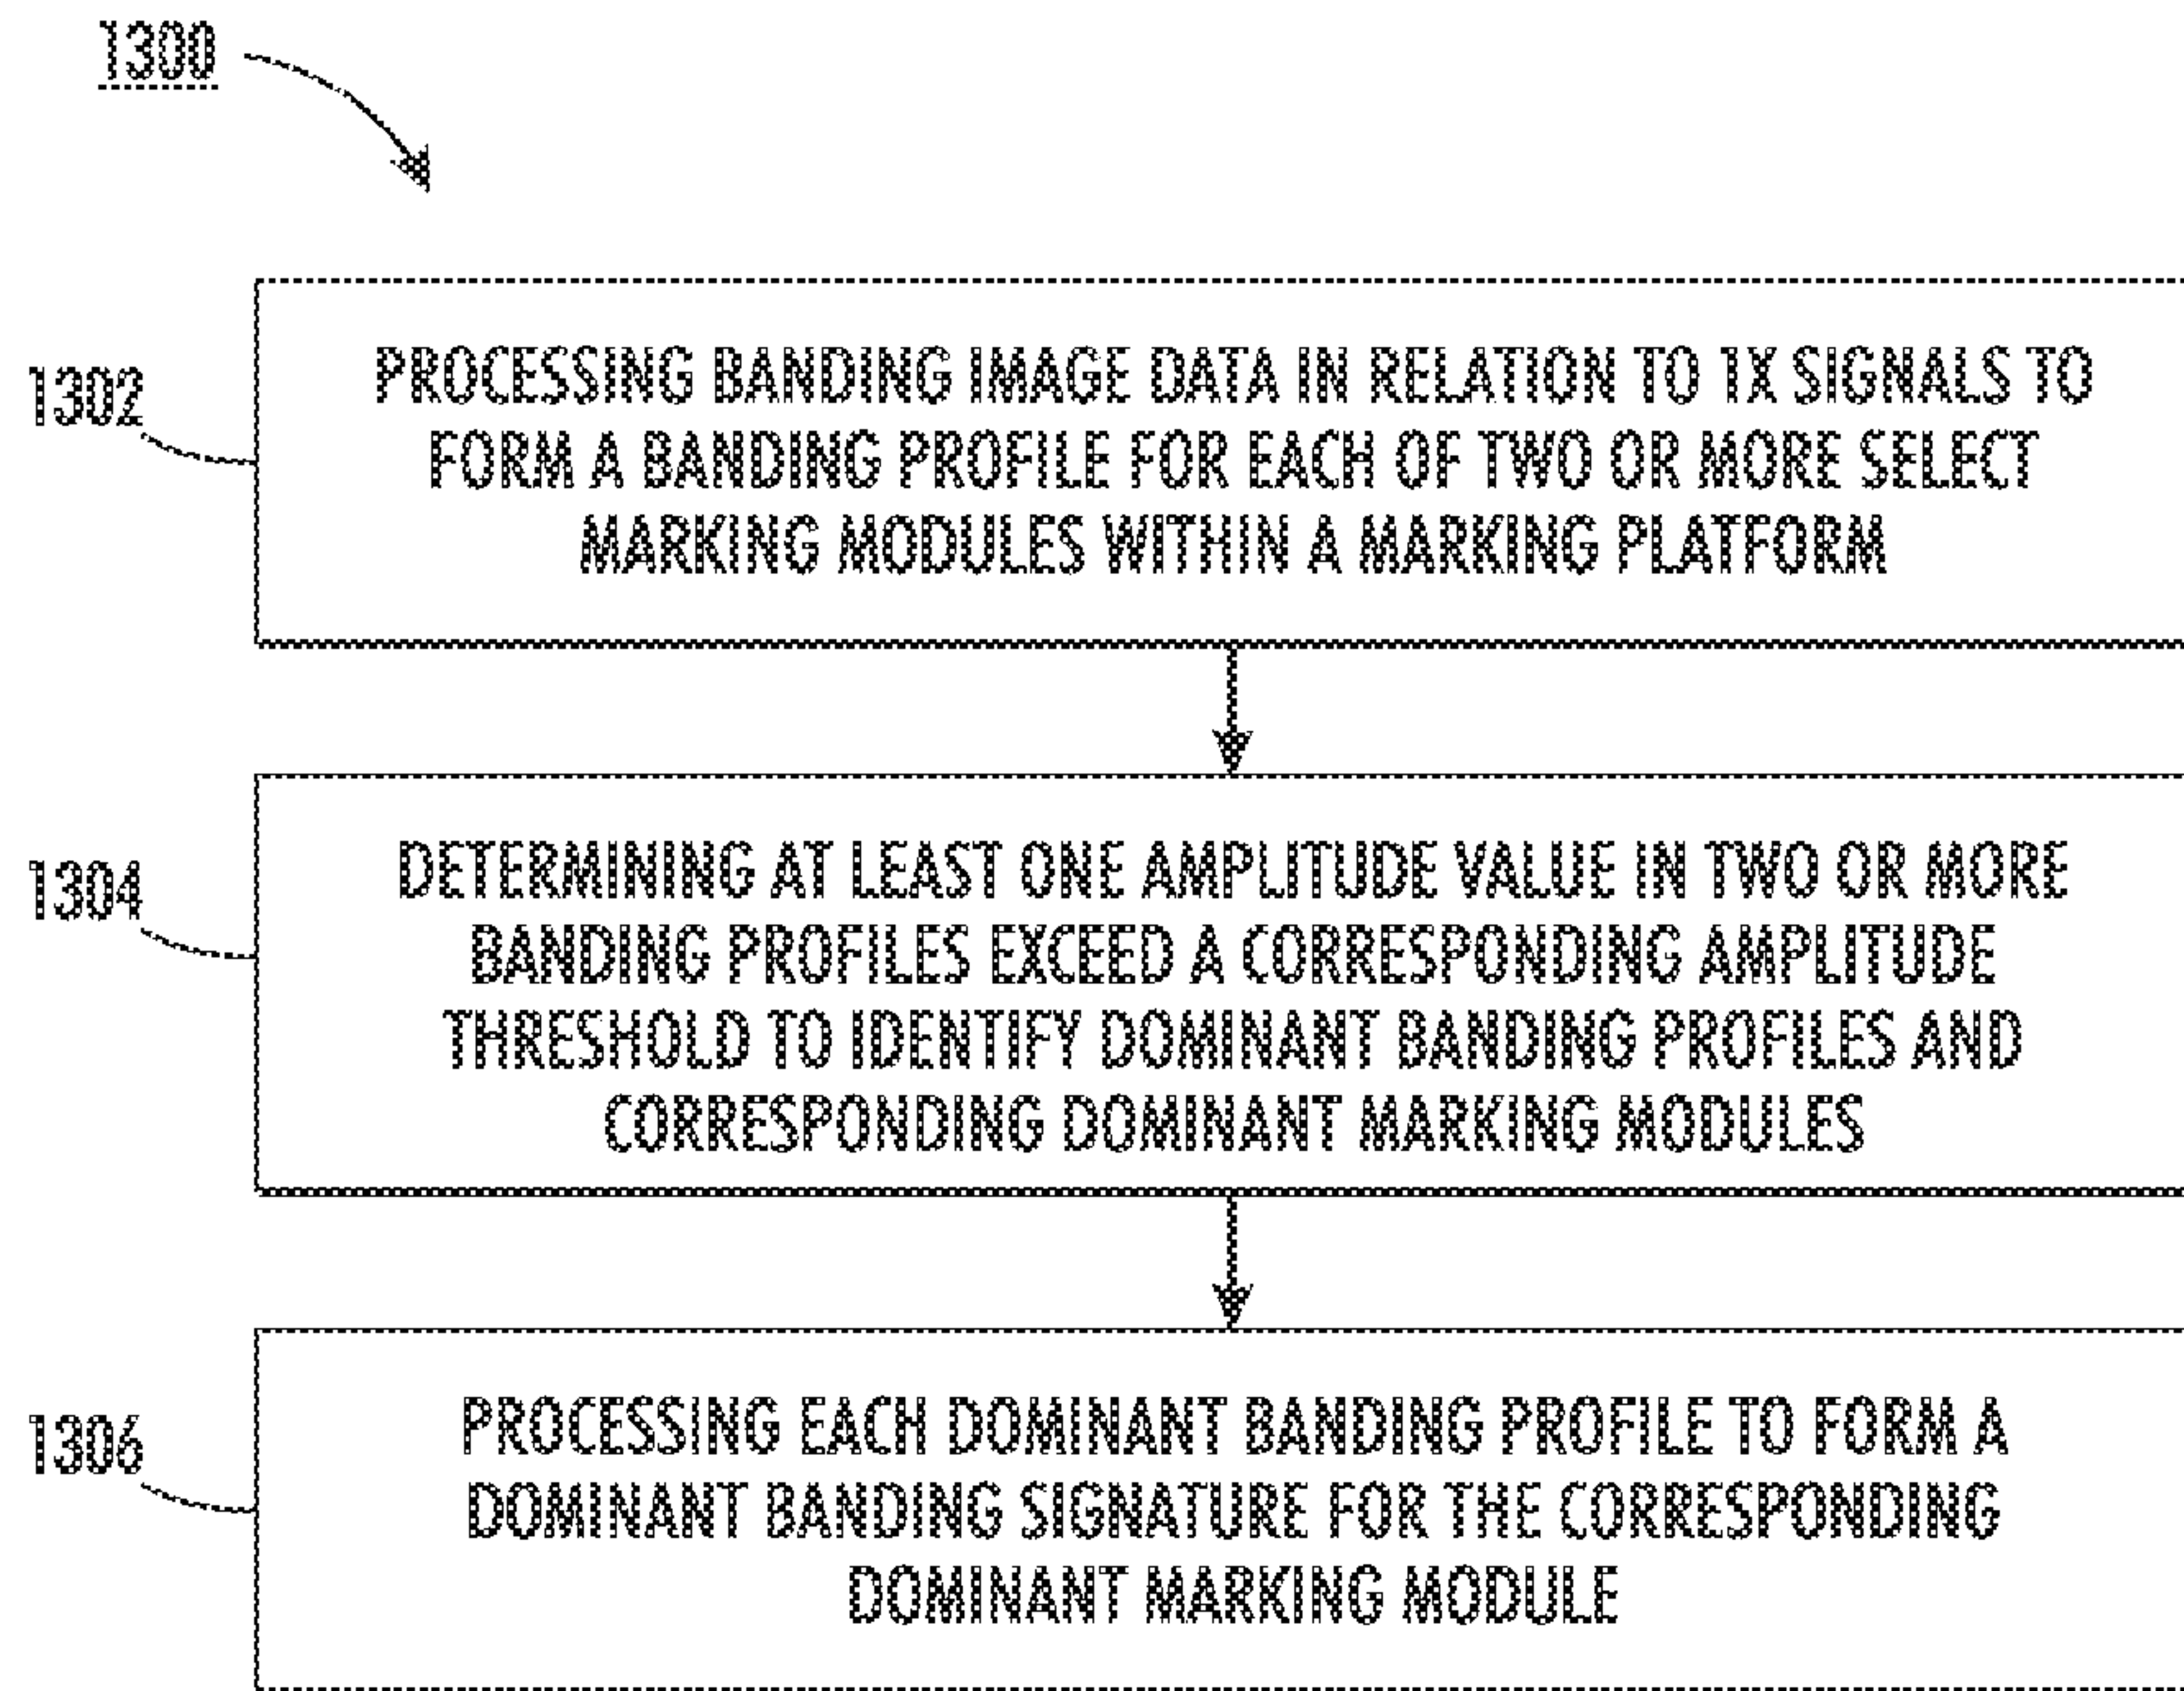 1300
1302
PROCESSING BANDING IMAGE DATA IN RELATION TO 1X SIGNALS TO
FORM A BANDING PROFILE FOR EACH OF TWO OR MORE SELECT
MARKING MODULES WITHIN A MARKING PLATFORM
1304
DETERMINING AT LEAST ONE AMPLITUDE VALUE IN TWO OR MORE
BANDING PROFILES EXCEED A CORRESPONDING AMPLITUDE
THRESHOLD TO IDENTIFY DOMINANT BANDING PROFILES AND
CORRESPONDING DOMINANT MARKING MODULES
1306
PROCESSING EACH DOMINANT BANDING PROFILE TO FORM A
DOMINANT BANDING SIGNATURE FOR THE CORRESPONDING
DOMINANT MARKING MODULE